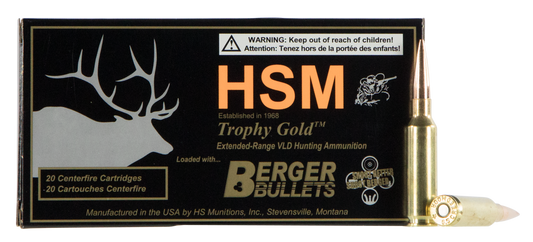 WARNING: Keep out of reach of children!
Attention: Tenez hors de la portée des enfants!
HSM
Established in 1968
Trophy Gold™
Extended-Range VLD Hunting Ammunition
Loaded with...
BERGER
BULLETS
20 Centerfire Cartridges
20 Cartouches Centerfire
Manufactured in the USA by HS Munitions, Inc., Stevensville, Montana